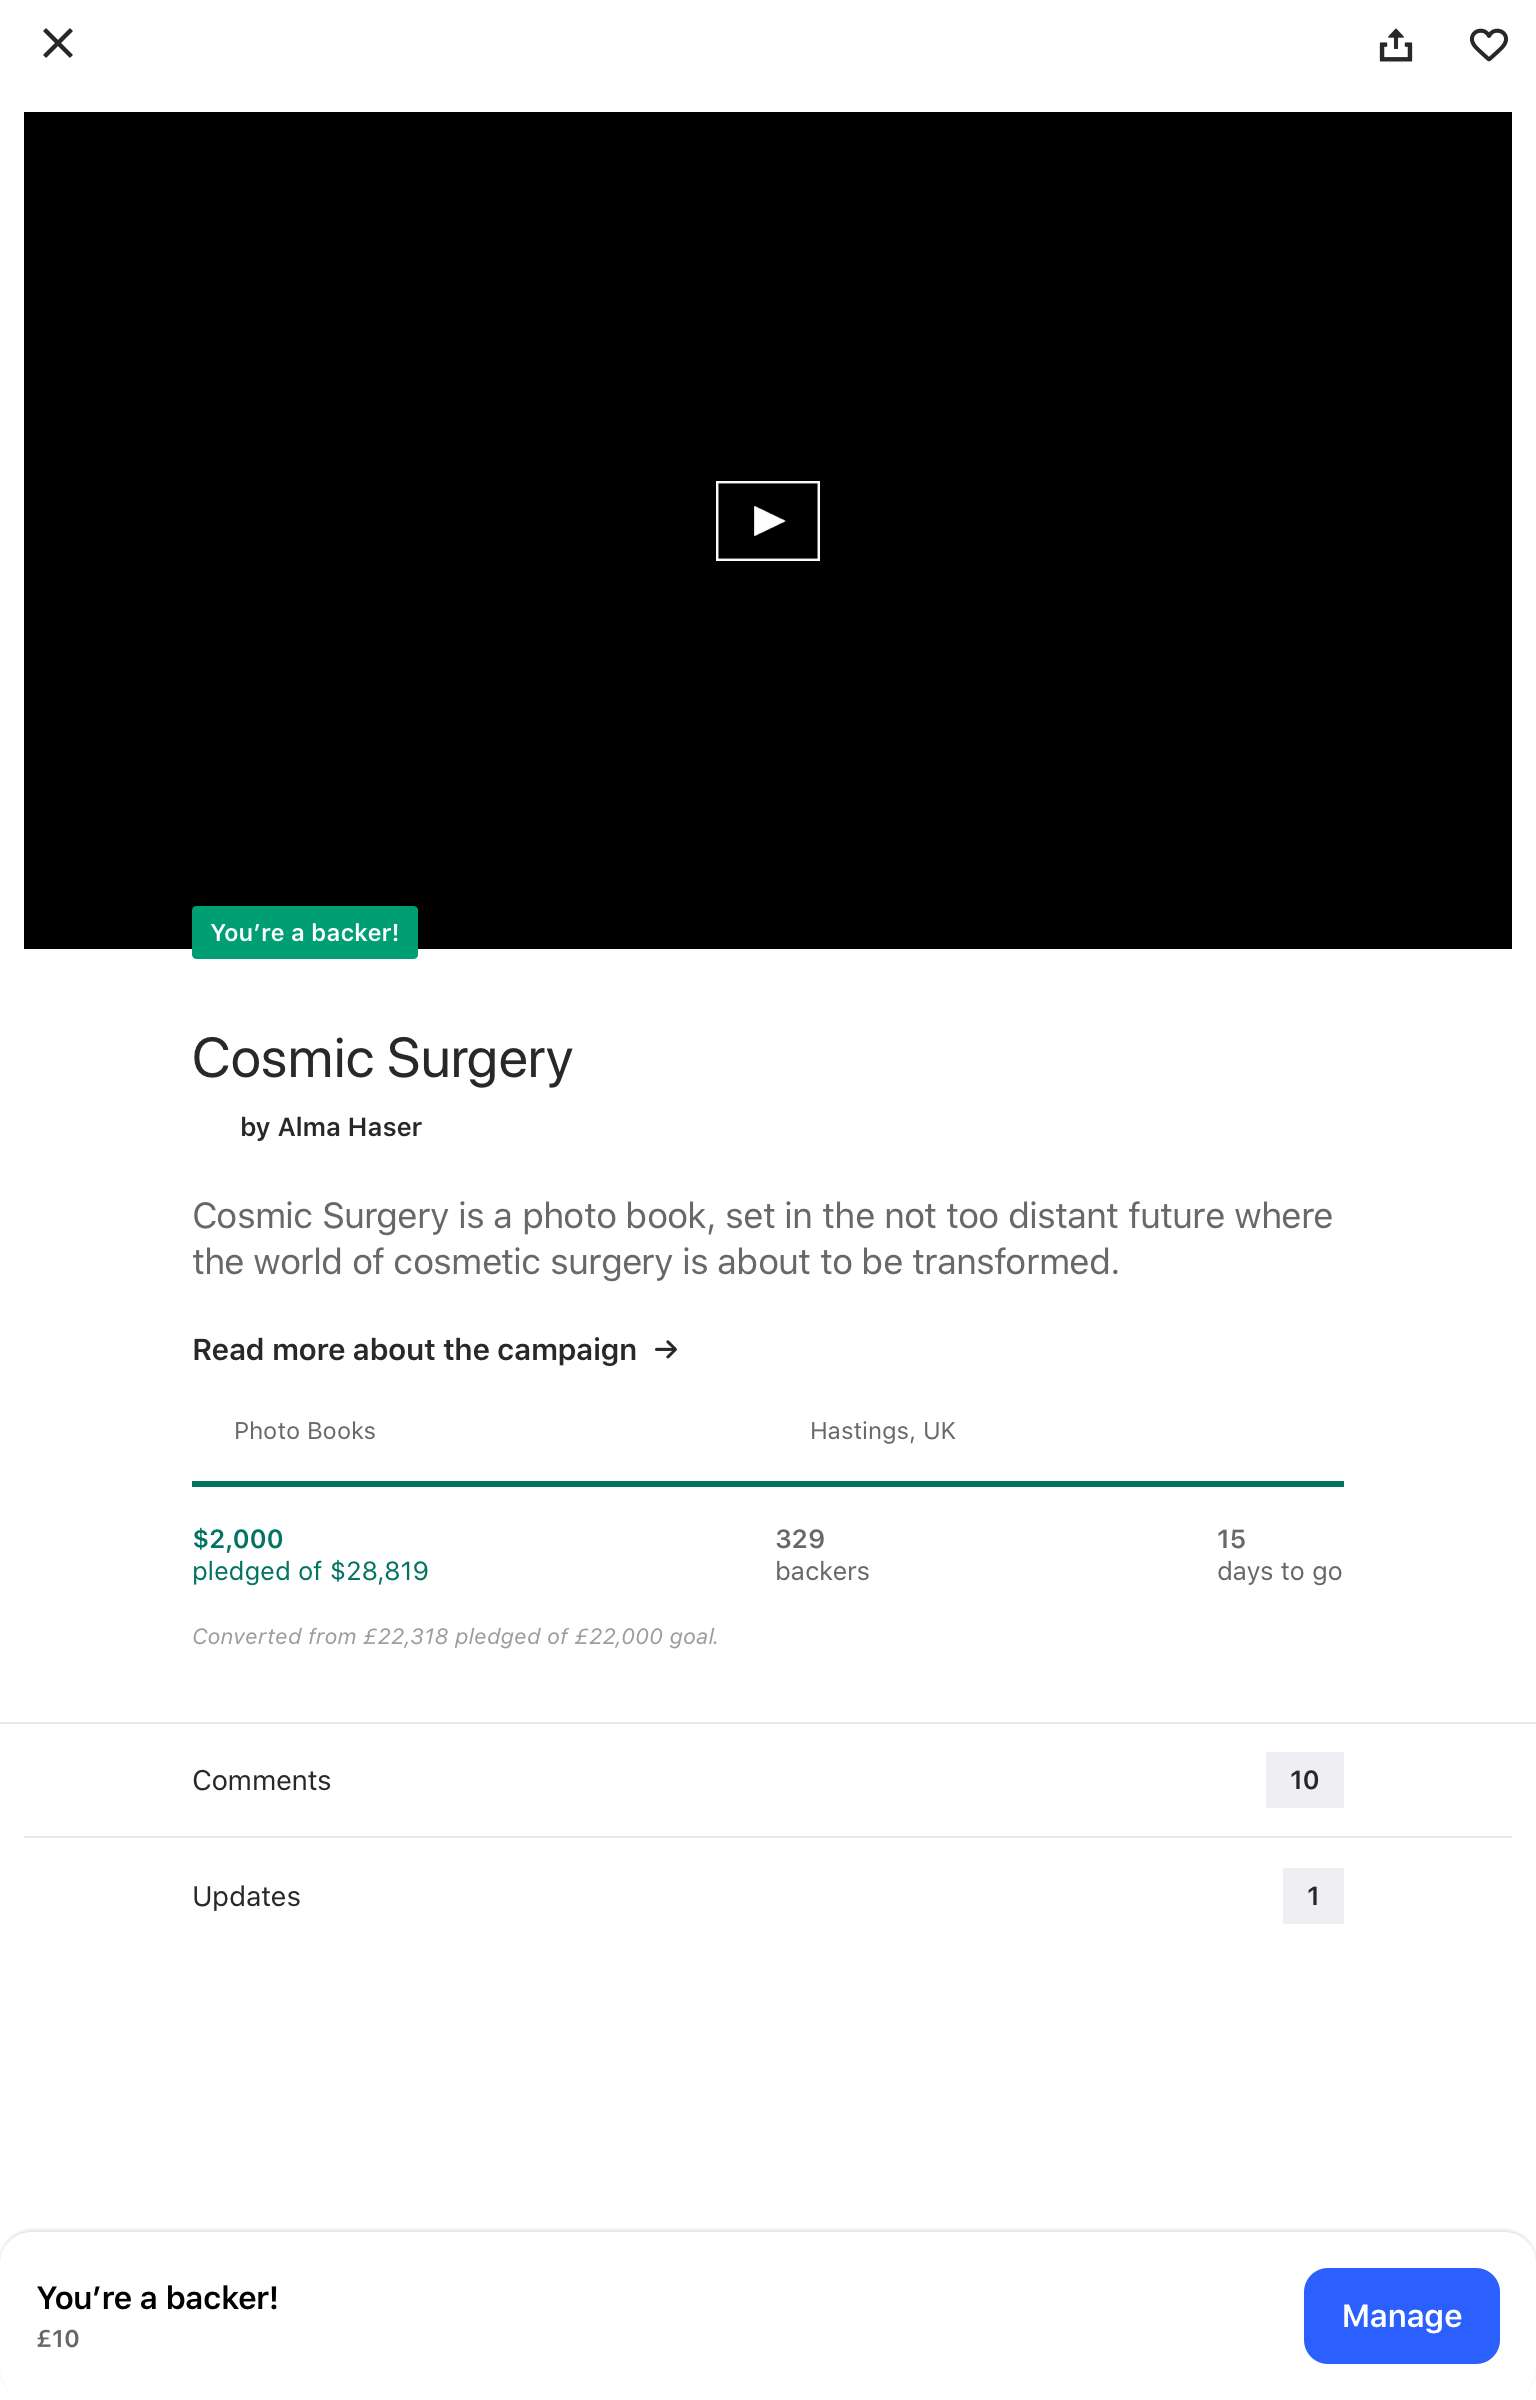 You’re a backer!
Cosmic Surgery
by Alma Haser
Cosmic Surgery is a photo book, set in the not too distant future where
the world of cosmetic surgery is about to be transformed.
Read more about the campaign →
Photo Books
Hastings, UK
$2,000
pledged of $28,819
329
backers
15
days to go
Converted from £22,318 pledged of £22,000 goal.
Comments
10
Updates
1
You’re a backer!
£10
Manage